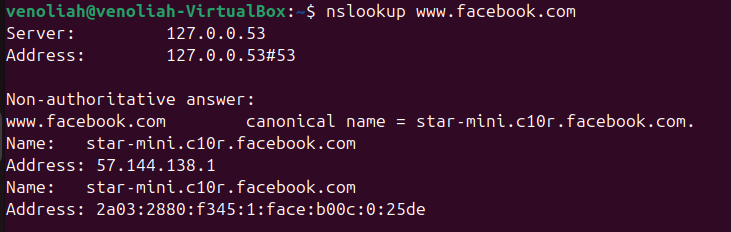 venoliah@venoliah-VirtualBox:~$ nslookup www.facebook.com
Server:         127.0.0.53
Address:        127.0.0.53#53

Non-authoritative answer:
www.facebook.com        canonical name = star-mini.c10r.facebook.com.
Name:   star-mini.c10r.facebook.com
Address: 57.144.138.1
Name:   star-mini.c10r.facebook.com
Address: 2a03:2880:f345:1:face:b00c:0:25de